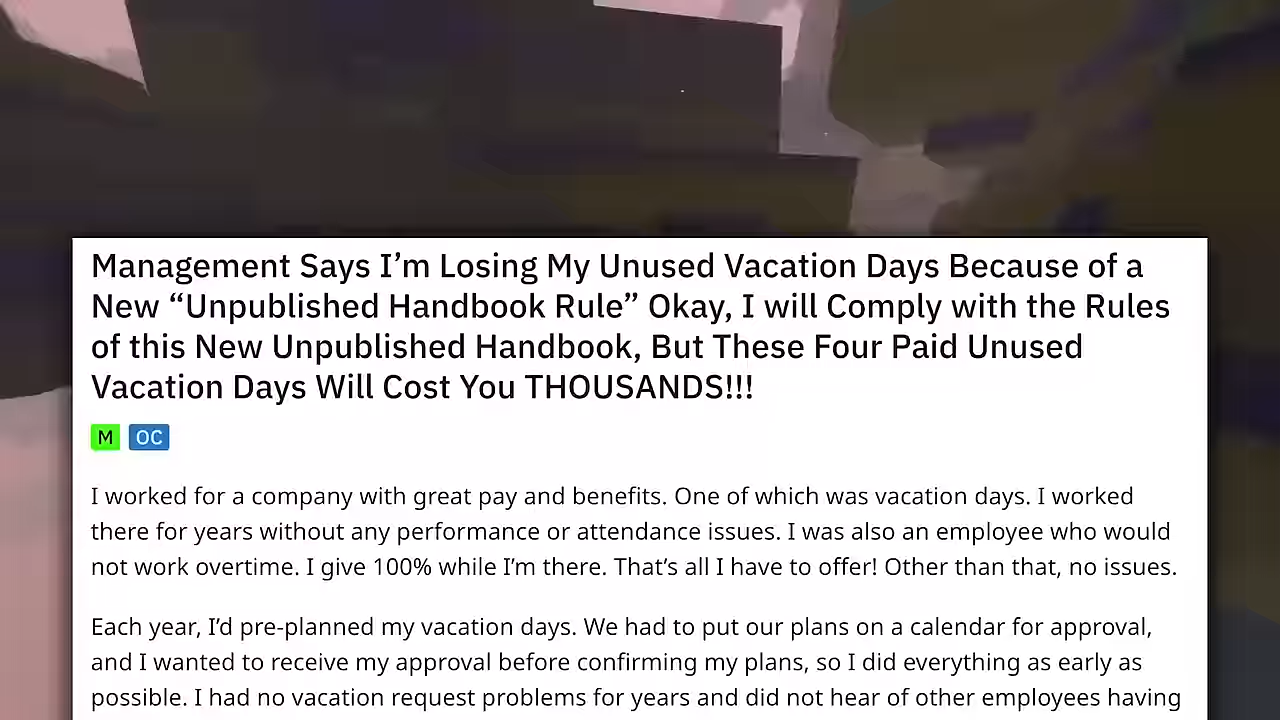 Management Says I’m Losing My Unused Vacation Days Because of a
New “Unpublished Handbook Rule” Okay, I will Comply with the Rules
of this New Unpublished Handbook, But These Four Paid Unused
Vacation Days Will Cost You THOUSANDS!!!
M OC
I worked for a company with great pay and benefits. One of which was vacation days. I worked
there for years without any performance or attendance issues. I was also an employee who would
not work overtime. I give 100% while I’m there. That’s all I have to offer! Other than that, no issues.
Each year, I’d pre-planned my vacation days. We had to put our plans on a calendar for approval,
and I wanted to receive my approval before confirming my plans, so I did everything as early as
possible. I had no vacation request problems for years and did not hear of other employees having